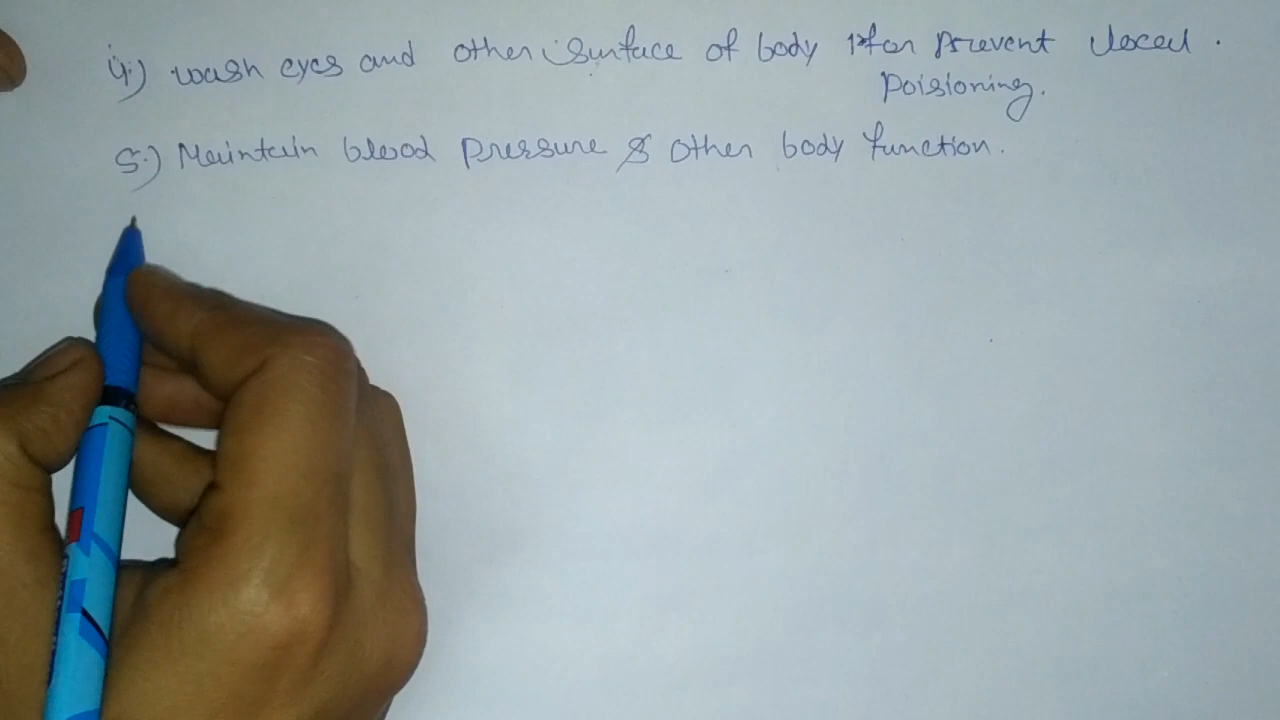 4.) wash eyes and other surface of body for prevent local
poisioning.
5.) Maintain blood pressure & other body function.